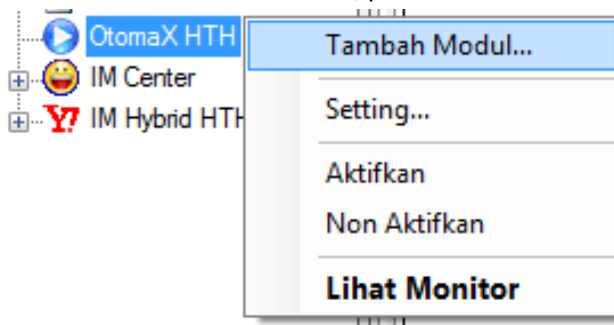 OtomaX HTH
IM Center
IM Hybrid HTH
Tambah Modul...
Setting...
Aktifkan
Non Aktifkan
Lihat Monitor